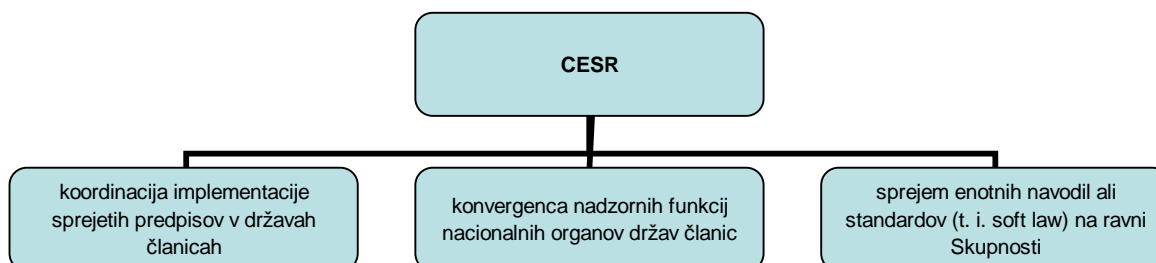 CESR
koordinacija implementacije
sprejetih predpisov v državah
članicah
konvergenca nadzornih funkcij
nacionalnih organov držav članic
sprejem enotnih navodil ali
standardov (t. i. soft law) na ravni
Skupnosti